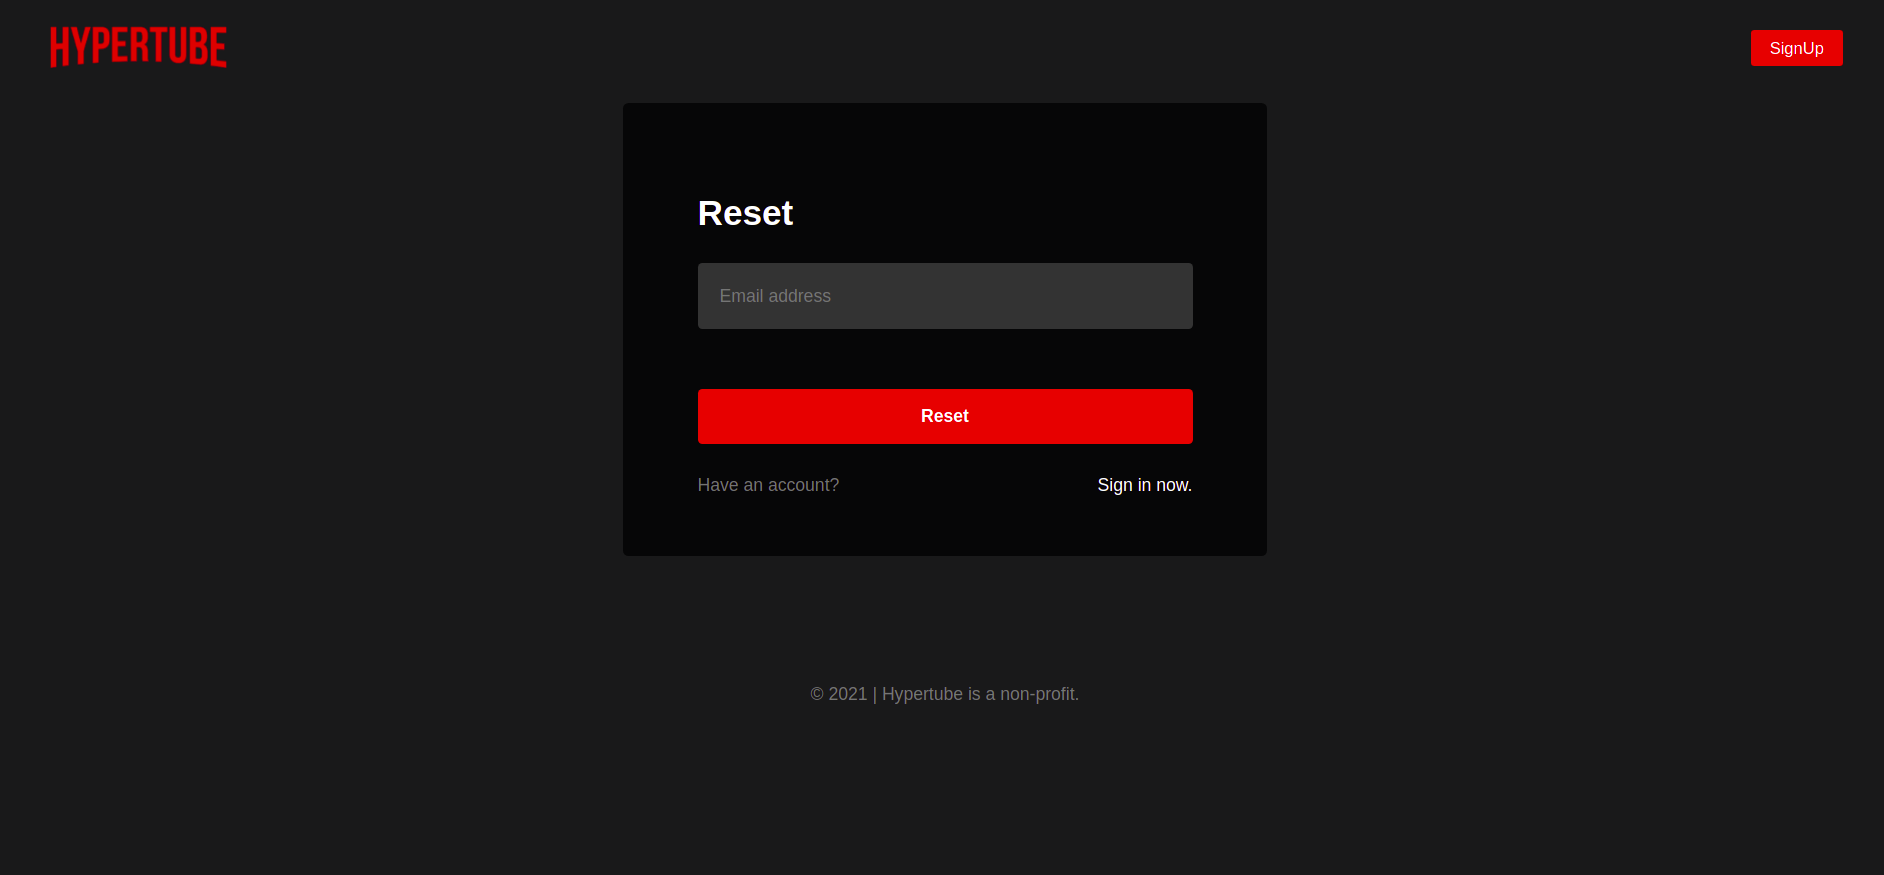 HYPERTUBE
SignUp
Reset
Email address
Reset
Have an account?
Sign in now.
© 2021 | Hypertube is a non-profit.